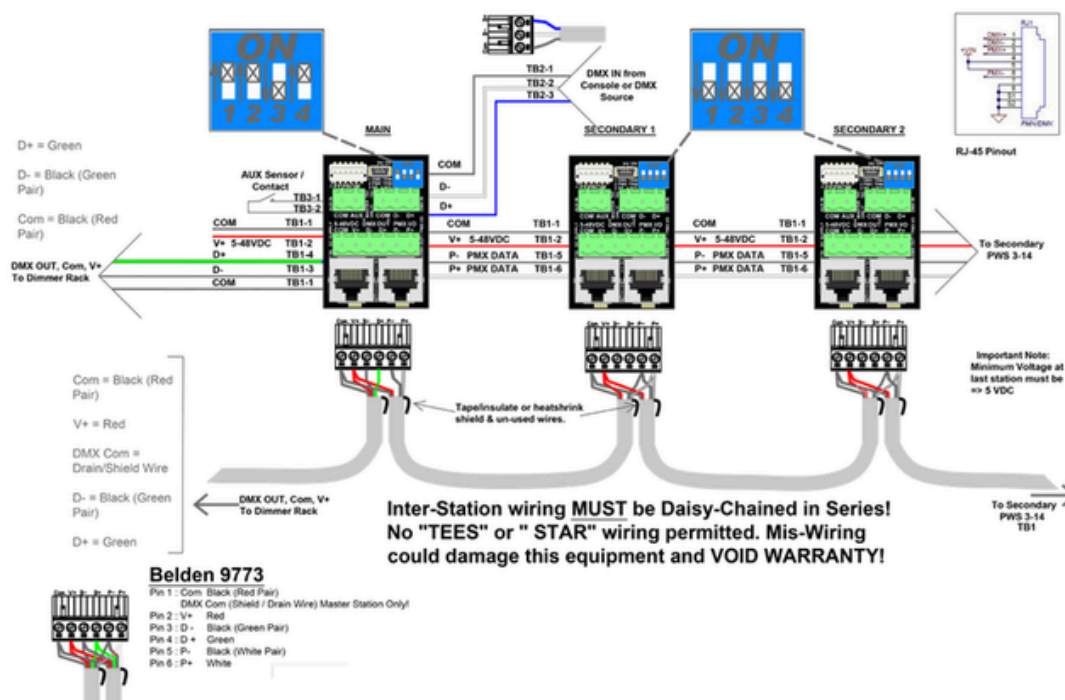 ON
1 2 3 4
ON
1 2 3 4
TB2-1
TB2-2
TB2-3
DMX IN from
Console or DMX
Source
RJ1
PMX/DMX
RJ-45 Pinout
MAIN
SECONDARY 1
SECONDARY 2
D+ = Green
D- = Black (Green
Pair)
Com = Black (Red
Pair)
AUX Sensor /
Contact
TB3-1
TB3-2
COM
D-
D+
COM TB1-1
V+ 5-48VDC TB1-2
D+ TB1-4
D- TB1-3
COM TB1-1
DMX OUT, Com, V+
To Dimmer Rack
COM TB1-1
V+ 5-48VDC TB1-2
P- PMX DATA TB1-5
P+ PMX DATA TB1-6
COM TB1-1
V+ 5-48VDC TB1-2
P- PMX DATA TB1-5
P+ PMX DATA TB1-6
To Secondary
PWS 3-14
Important Note:
Minimum Voltage at
last station must be
=> 5 VDC
Com = Black (Red
Pair)
V+ = Red
DMX Com =
Drain/Shield Wire
D- = Black (Green
Pair)
D+ = Green
Tape/insulate or heatshrink
shield & un-used wires.
DMX OUT, Com, V+
To Dimmer Rack
To Secondary
PWS 3-14
TB1
Inter-Station wiring MUST be Daisy-Chained in Series!
No "TEES" or " STAR" wiring permitted. Mis-Wiring
could damage this equipment and VOID WARRANTY!
Belden 9773
Pin 1 : Com Black (Red Pair)
DMX Com (Shield / Drain Wire) Master Station Only!
Pin 2 : V+ Red
Pin 3 : D - Black (Green Pair)
Pin 4 : D + Green
Pin 5 : P- Black (White Pair)
Pin 6 : P+ White